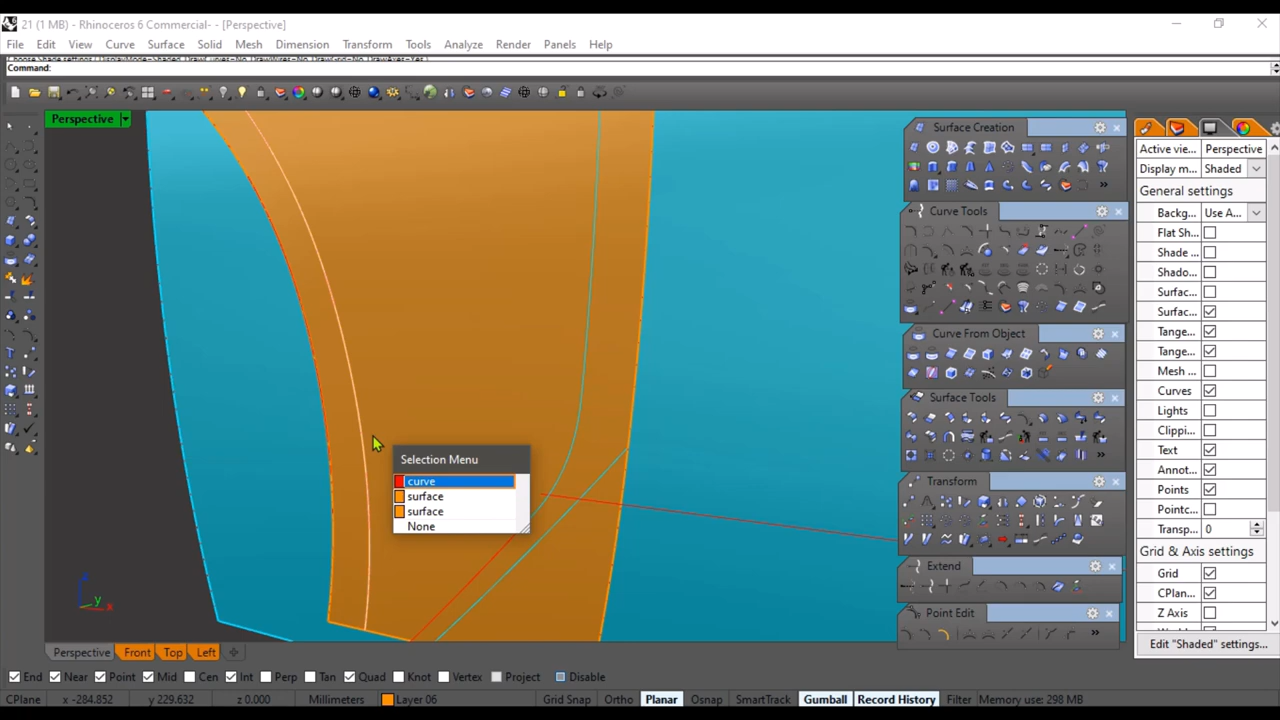 21 (1 MB) - Rhinoceros 6 Commercial- - [Perspective]
File Edit View Curve Surface Solid Mesh Dimension Transform Tools Analyze Render Panels Help
Command:
Perspective
Surface Creation
Curve Tools
Curve From Object
Surface Tools
Transform
Extend
Point Edit
Selection Menu
curve
surface
surface
None
y
x
Active vie... Perspective
Display m... Shaded
General settings
Backg... Use A...
Flat Sh...
Shade ...
Shado...
Surfac...
Surfac...
Tange...
Tange...
Mesh ...
Curves
Lights
Clippi...
Text
Annot...
Points
Pointc...
Transp... 0
Grid & Axis settings
Grid
CPlan...
Z Axis
Edit "Shaded" settings...
Perspective Front Top Left
End Near Point Mid Cen Int Perp Tan Quad Knot Vertex Project Disable
CPlane x -284.852 y 229.632 z 0.000 Millimeters Layer 06 Grid Snap Ortho Planar Osnap SmartTrack Gumball Record History Filter Memory use: 298 MB